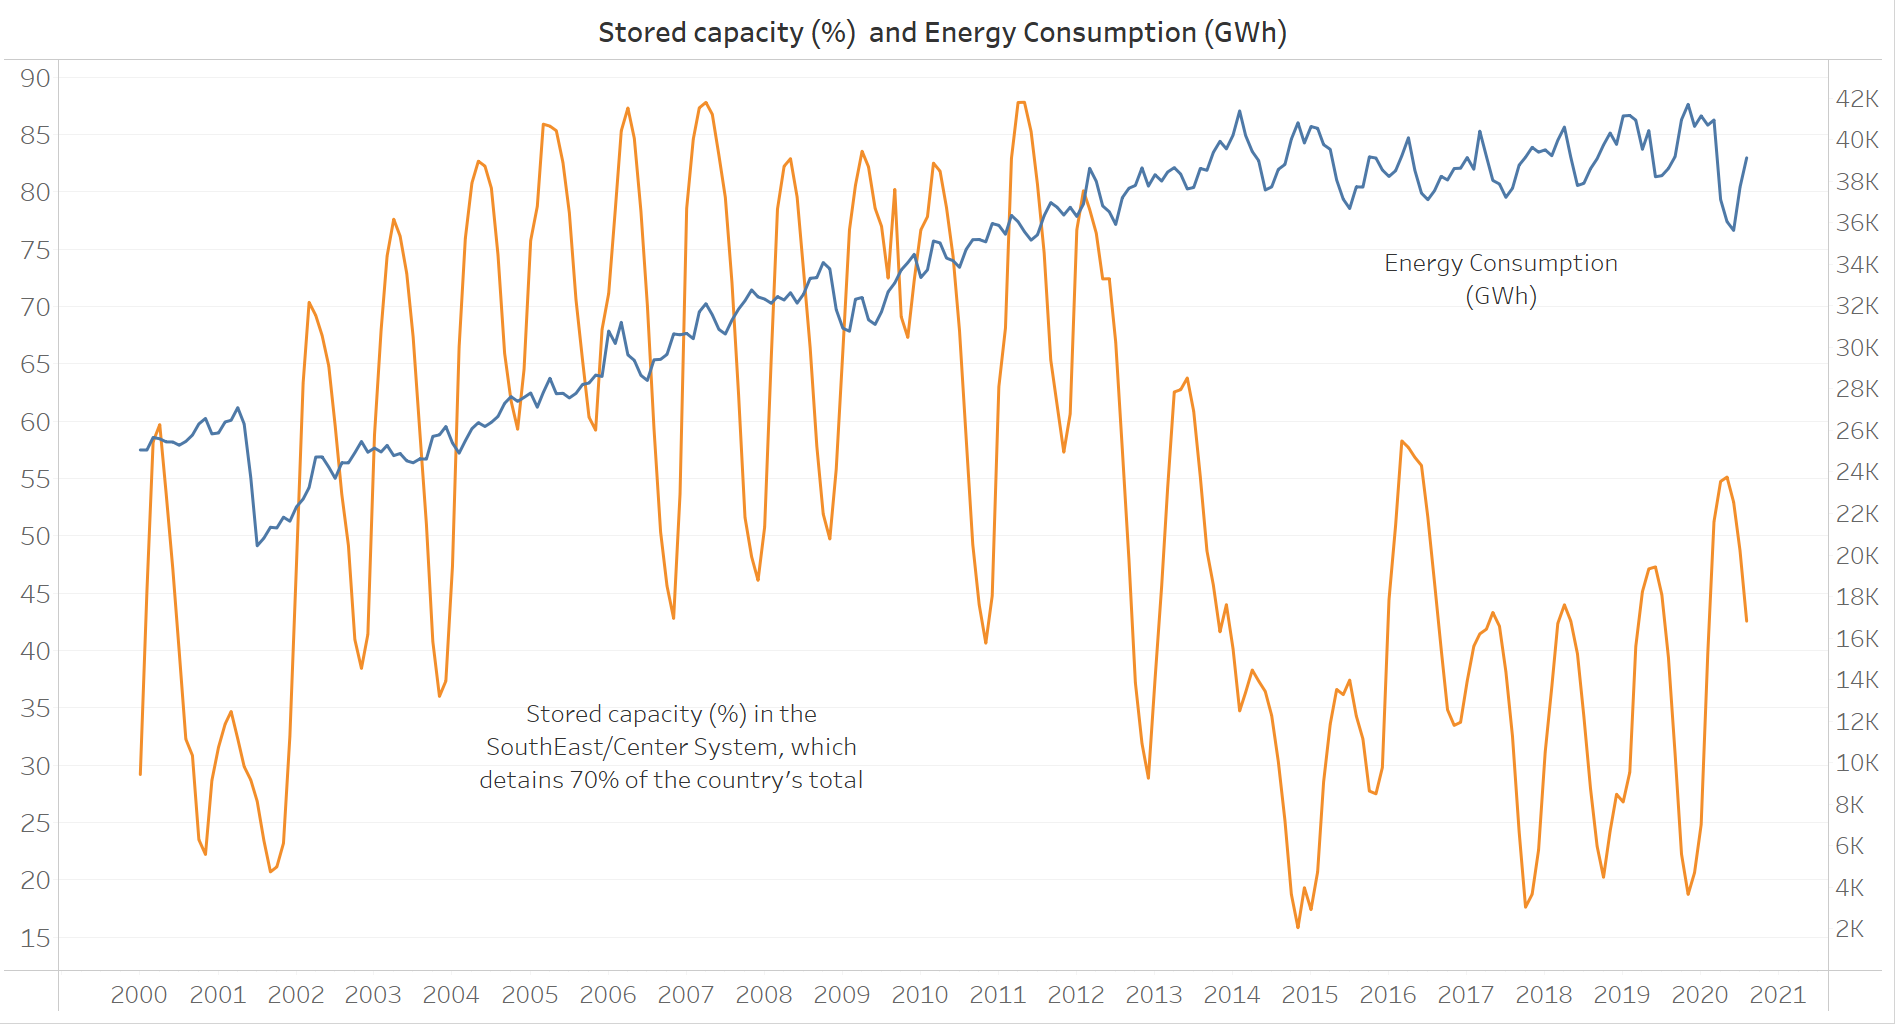 Stored capacity (%) and Energy Consumption (GWh)
90
85
80
75
70
65
60
55
50
45
40
35
30
25
20
15
42K
40K
38K
36K
34K
32K
30K
28K
26K
24K
22K
20K
18K
16K
14K
12K
10K
8K
6K
4K
2K
Energy Consumption
(GWh)
Stored capacity (%) in the
SouthEast/Center System, which
detains 70% of the country's total
2000 2001 2002 2003 2004 2005 2006 2007 2008 2009 2010 2011 2012 2013 2014 2015 2016 2017 2018 2019 2020 2021